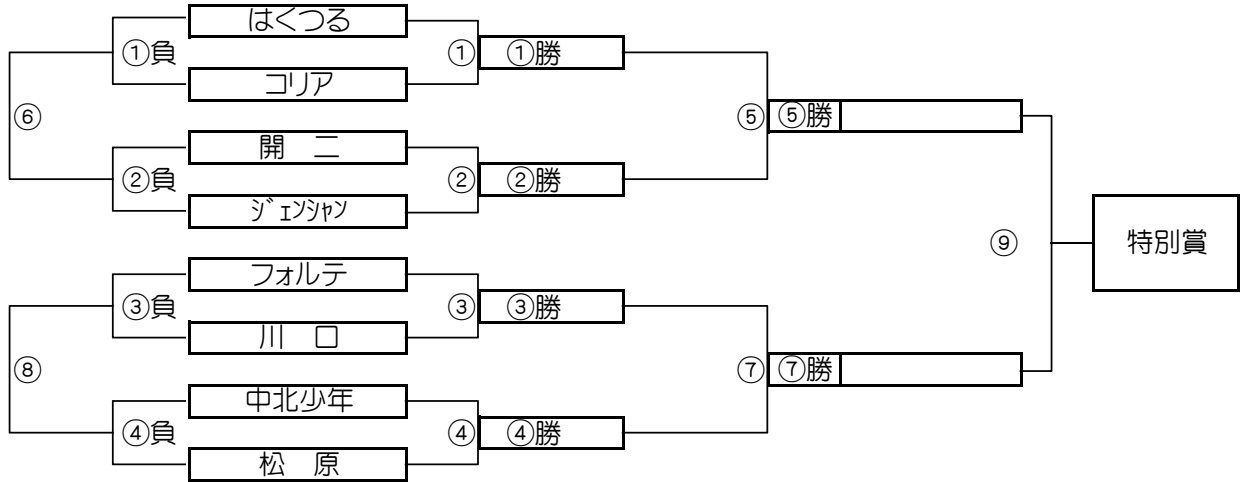 はくつる
①負 ① ①勝
コリア
⑥ ⑤ ⑤勝
開　二
②負 ② ②勝
ｼﾞｪﾝｼｬﾝ
⑨ 特別賞
フォルテ
③負 ③ ③勝
川　口
⑧ ⑦ ⑦勝
中北少年
④負 ④ ④勝
松　原